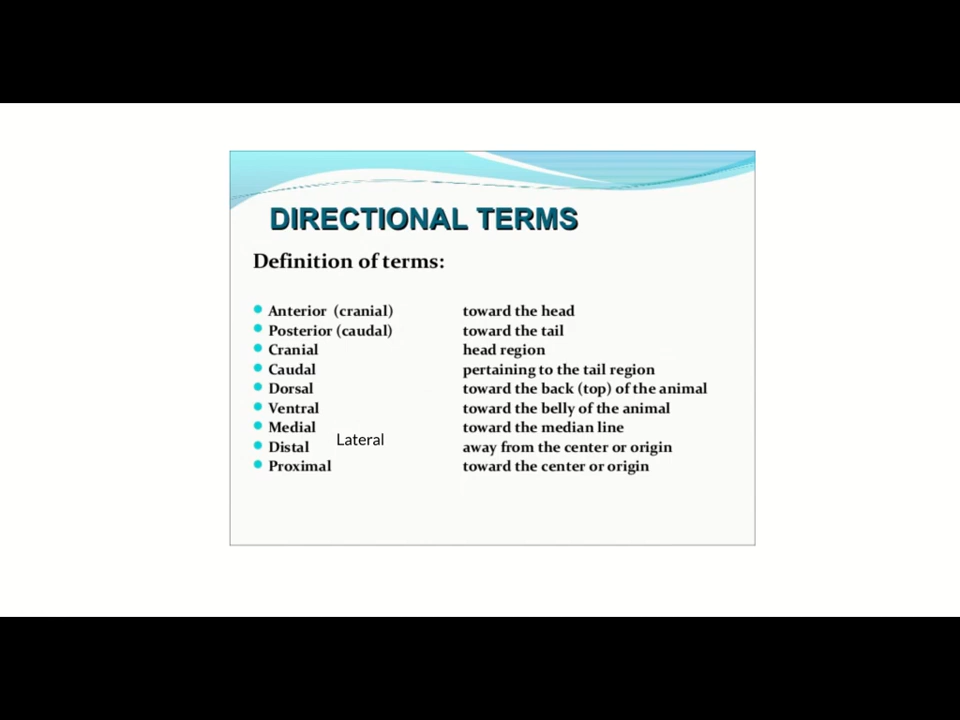 DIRECTIONAL TERMS
Definition of terms:
Anterior (cranial) toward the head
Posterior (caudal) toward the tail
Cranial head region
Caudal pertaining to the tail region
Dorsal toward the back (top) of the animal
Ventral toward the belly of the animal
Medial toward the median line
Lateral
Distal away from the center or origin
Proximal toward the center or origin